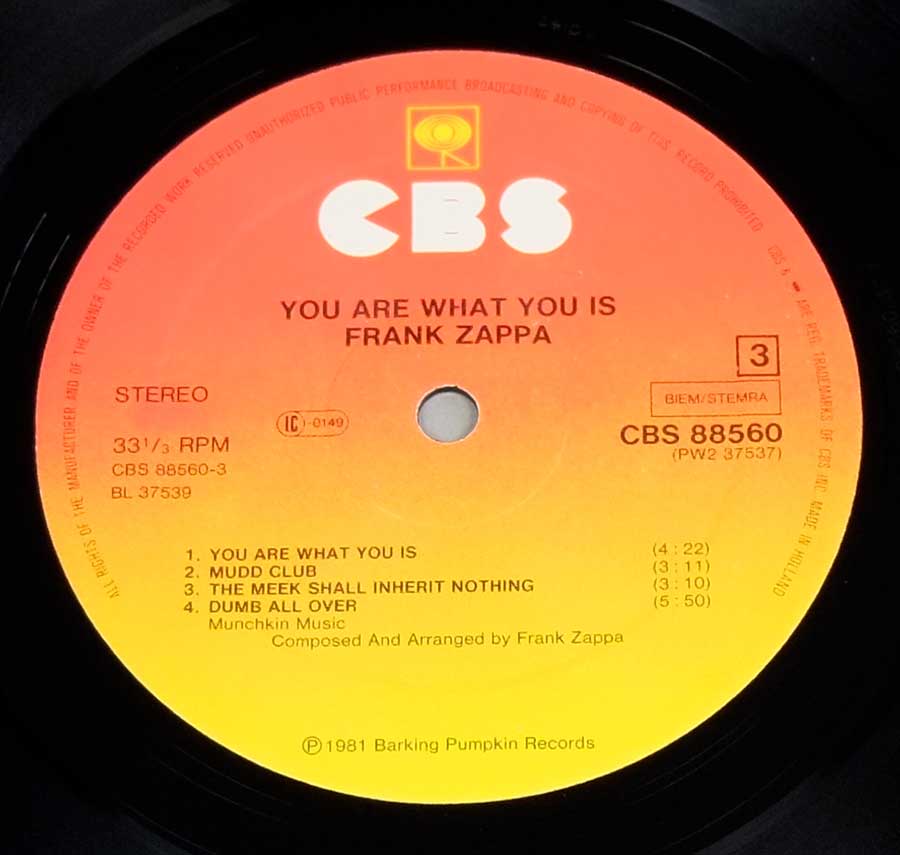 ALL RIGHTS OF THE MANUFACTURER AND OF THE OWNER OF THE RECORDED WORK RESERVED UNAUTHORIZED PUBLIC PERFORMANCE BROADCASTING AND COPYING OF THIS RECORD PROHIBITED
CBS & ARE REG. TRADEMARKS OF CBS INC. MADE IN HOLLAND
CBS
YOU ARE WHAT YOU IS
FRANK ZAPPA
3
STEREO
BIEM/STEMRA
IC I-0149
33 1/3 RPM
CBS 88560
CBS 88560-3
(PW2 37537)
BL 37539
1. YOU ARE WHAT YOU IS (4 : 22)
2. MUDD CLUB (3 : 11)
3. THE MEEK SHALL INHERIT NOTHING (3 : 10)
4. DUMB ALL OVER (5 : 50)
Munchkin Music
Composed And Arranged by Frank Zappa
℗ 1981 Barking Pumpkin Records